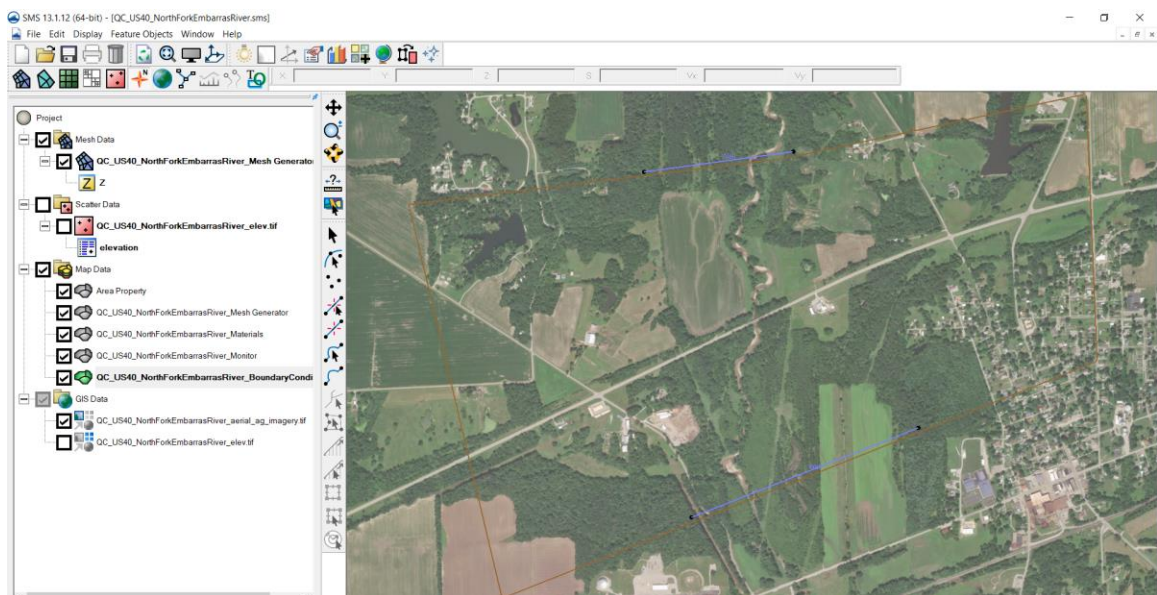 SMS 13.1.12 (64-bit) - [QC_US40_NorthForkEmbarrasRiver.sms]
File Edit Display Feature Objects Window Help
X Y: Z S Vx Vy
Project
Mesh Data
QC_US40_NorthForkEmbarrasRiver_Mesh Generato
Z Z
Scatter Data
QC_US40_NorthForkEmbarrasRiver_elev.tif
elevation
Map Data
Area Property
QC_US40_NorthForkEmbarrasRiver_Mesh Generator
QC_US40_NorthForkEmbarrasRiver_Materials
QC_US40_NorthForkEmbarrasRiver_Monitor
QC_US40_NorthForkEmbarrasRiver_BoundaryCondi
GIS Data
QC_US40_NorthForkEmbarrasRiver_aerial_ag_imagery.tif
QC_US40_NorthForkEmbarrasRiver_elev.tif